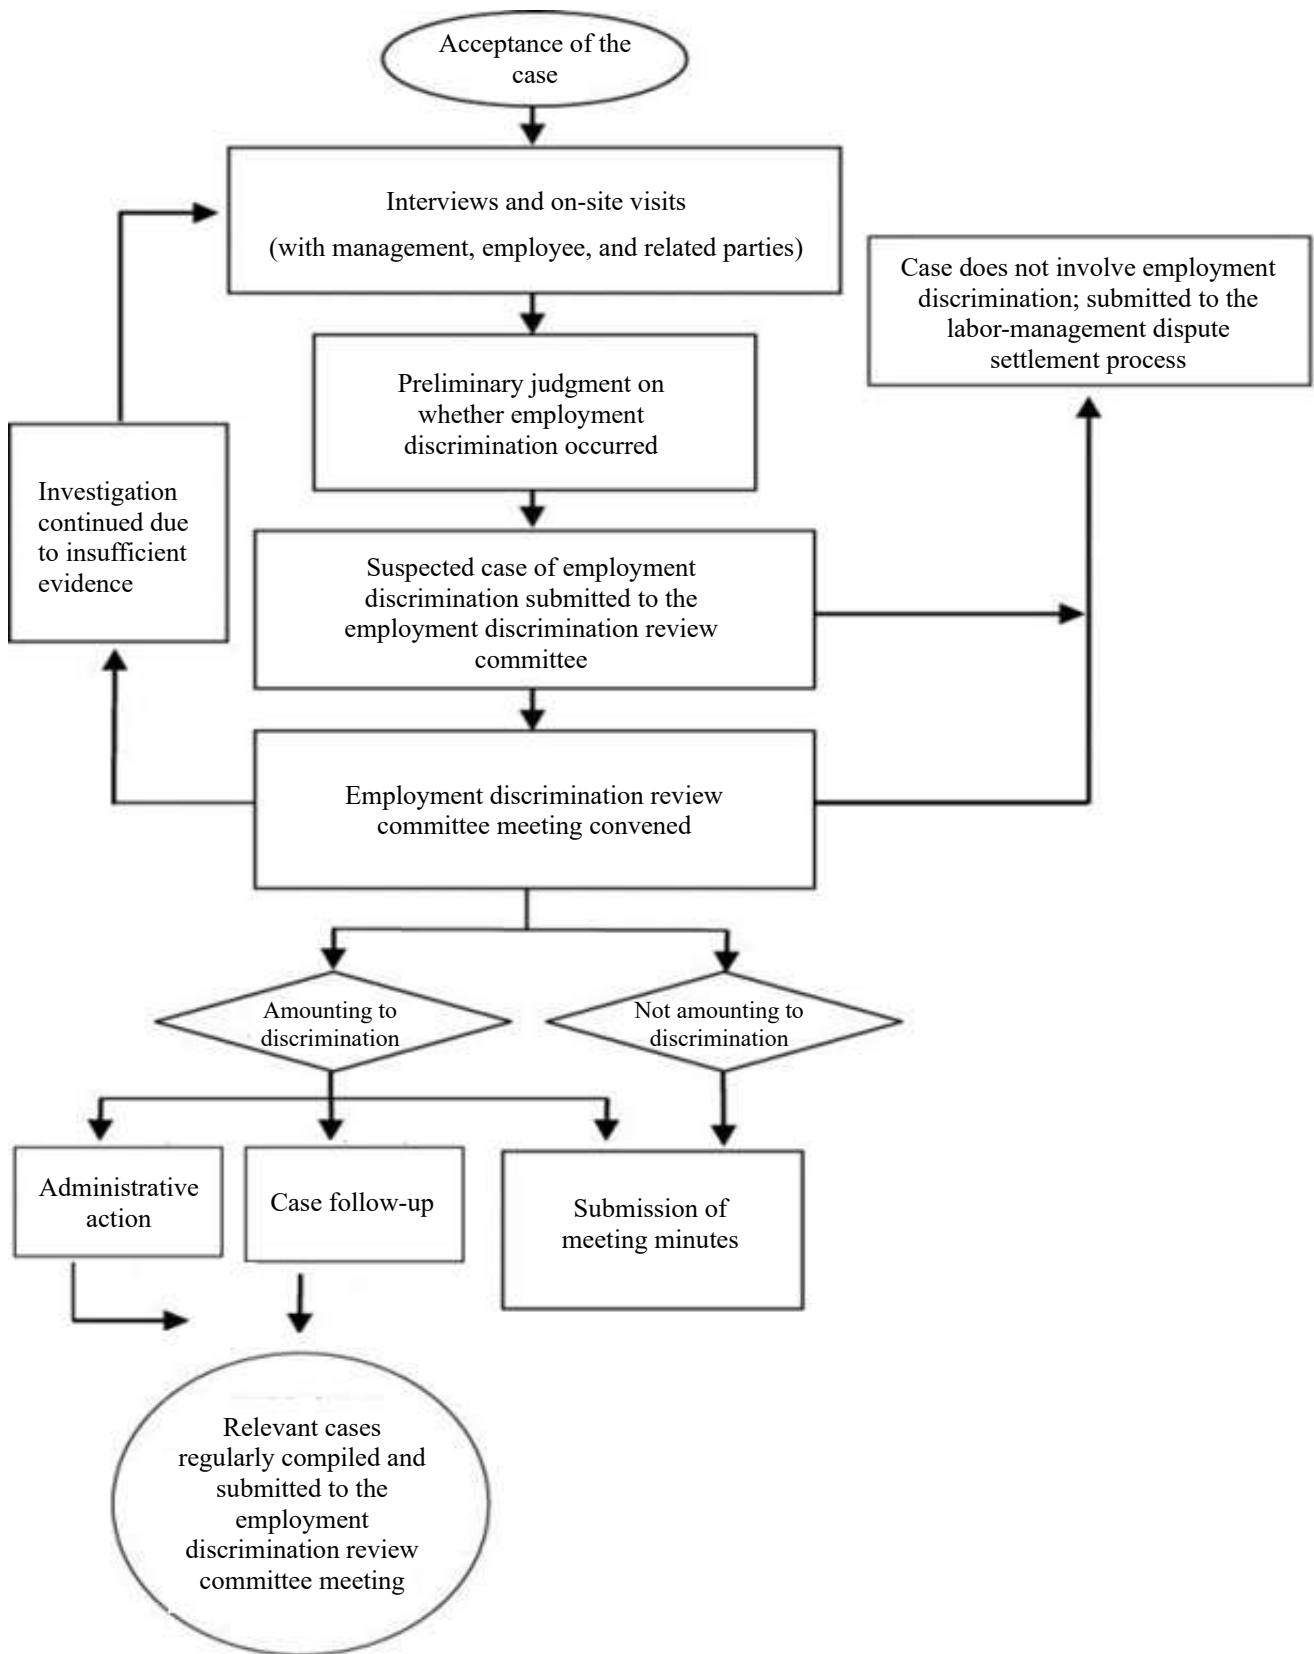 Acceptance of the
case
Interviews and on-site visits
(with management, employee, and related parties)
Case does not involve employment
discrimination; submitted to the
labor-management dispute
settlement process
Preliminary judgment on
whether employment
discrimination occurred
Investigation
continued due
to insufficient
evidence
Suspected case of employment
discrimination submitted to the
employment discrimination review
committee
Employment discrimination review
committee meeting convened
Amounting to
discrimination
Not amounting to
discrimination
Administrative
action
Case follow-up
Submission of
meeting minutes
Relevant cases
regularly compiled and
submitted to the
employment
discrimination review
committee meeting